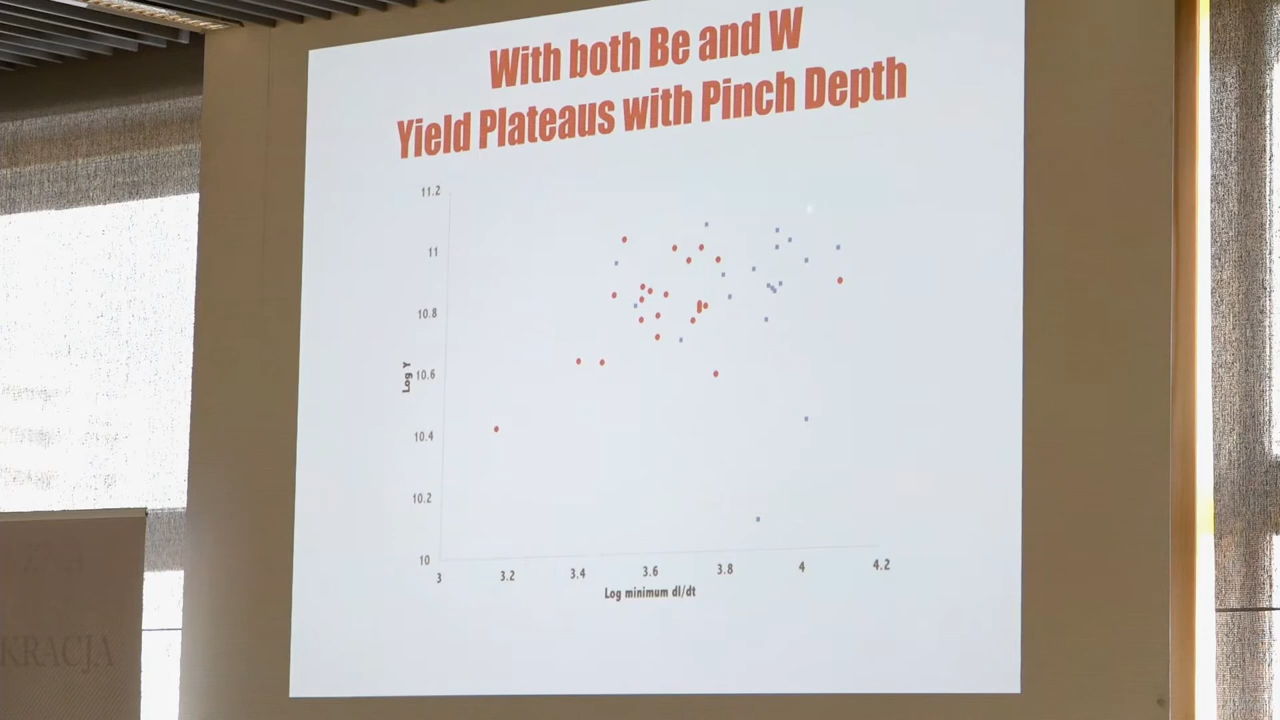 With both Be and W
Yield Plateaus with Pinch Depth
11.2
11
10.8
10.6
10.4
10.2
10
Log Y
3
3.2
3.4
3.6
3.8
4
4.2
Log minimum dI/dt
KRACJA